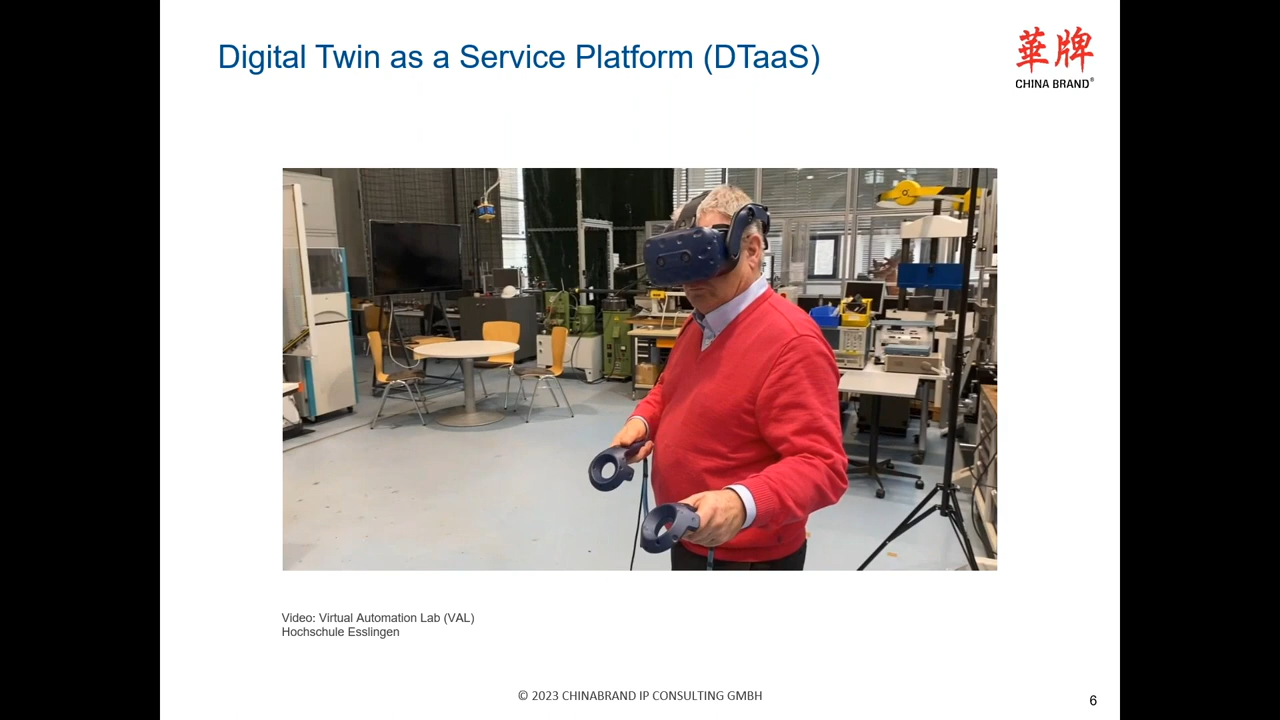 Digital Twin as a Service Platform (DTaaS)
華牌
CHINA BRAND®
Video: Virtual Automation Lab (VAL)
Hochschule Esslingen
© 2023 CHINABRAND IP CONSULTING GMBH
6